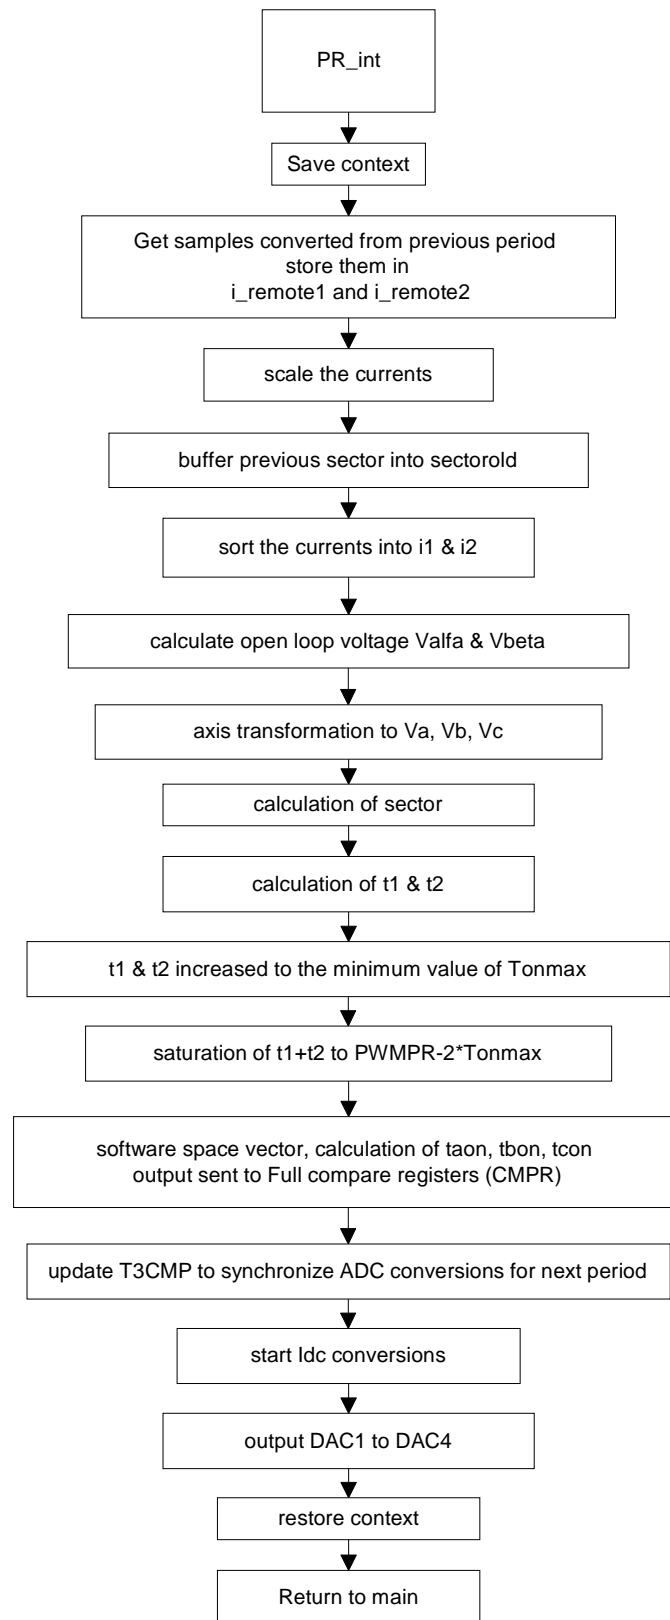 PR_int
Save context
Get samples converted from previous period
store them in
i_remote1 and i_remote2
scale the currents
buffer previous sector into sectorold
sort the currents into i1 & i2
calculate open loop voltage Valfa & Vbeta
axis transformation to Va, Vb, Vc
calculation of sector
calculation of t1 & t2
t1 & t2 increased to the minimum value of Tonmax
saturation of t1+t2 to PWMPR-2*Tonmax
software space vector, calculation of taon, tbon, tcon
output sent to Full compare registers (CMPR)
update T3CMP to synchronize ADC conversions for next period
start Idc conversions
output DAC1 to DAC4
restore context
Return to main